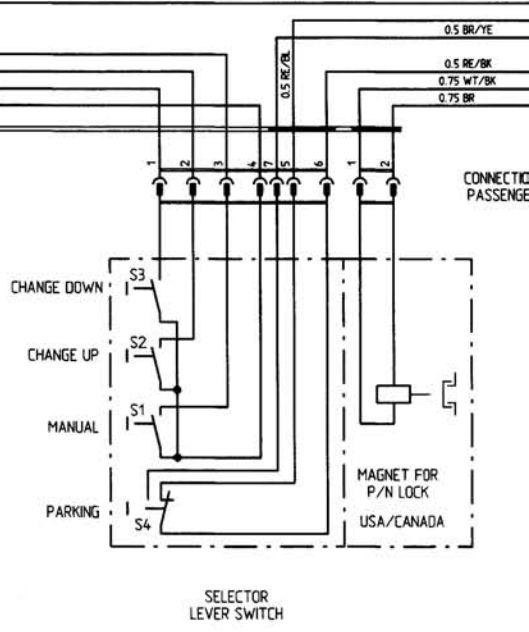 0.5 BR/YE
0.5 RE/BL
0.5 RE/BK
0.75 WT/BK
0.75 BR
1 2 3 4 7 5 6 1 2
CONNECTIO
PASSENGE
S3
CHANGE DOWN
S2
CHANGE UP
S1
MANUAL
MAGNET FOR
P/N LOCK
PARKING
S4
USA/CANADA
SELECTOR
LEVER SWITCH